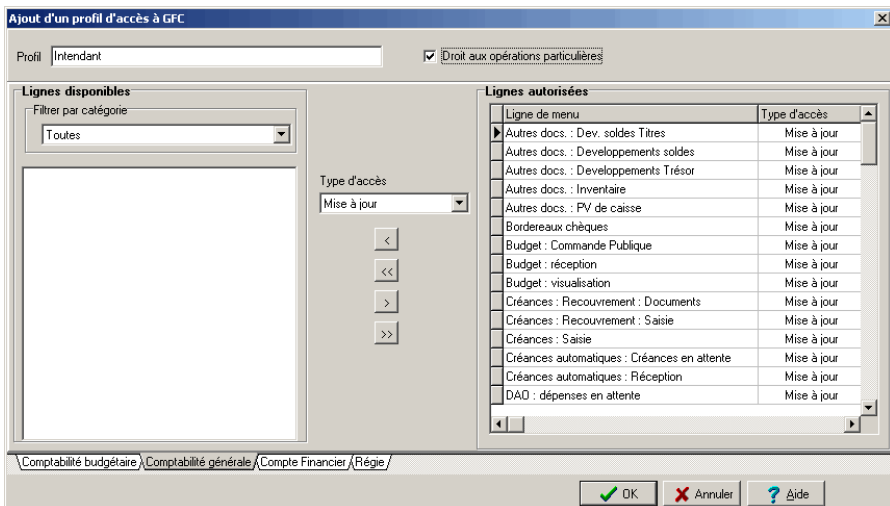 Ajout d'un profil d'accès à GFC
Profil Intendant
Droit aux opérations particulières
Lignes disponibles
Filtrer par catégorie
Toutes
Type d'accès
Mise à jour
<
<<
>
>>
Lignes autorisées
Ligne de menu Type d'accès
Autres docs. : Dev. soldes Titres Mise à jour
Autres docs. : Developpements soldes Mise à jour
Autres docs. : Developpements Trésor Mise à jour
Autres docs. : Inventaire Mise à jour
Autres docs. : PV de caisse Mise à jour
Bordereaux chèques Mise à jour
Budget : Commande Publique Mise à jour
Budget : réception Mise à jour
Budget : visualisation Mise à jour
Créances : Recouvrement : Documents Mise à jour
Créances : Recouvrement : Saisie Mise à jour
Créances : Saisie Mise à jour
Créances automatiques : Créances en attente Mise à jour
Créances automatiques : Réception Mise à jour
DAO : dépenses en attente Mise à jour
Comptabilité budgétaire Comptabilité générale Compte Financier Régie
OK Annuler ? Aide